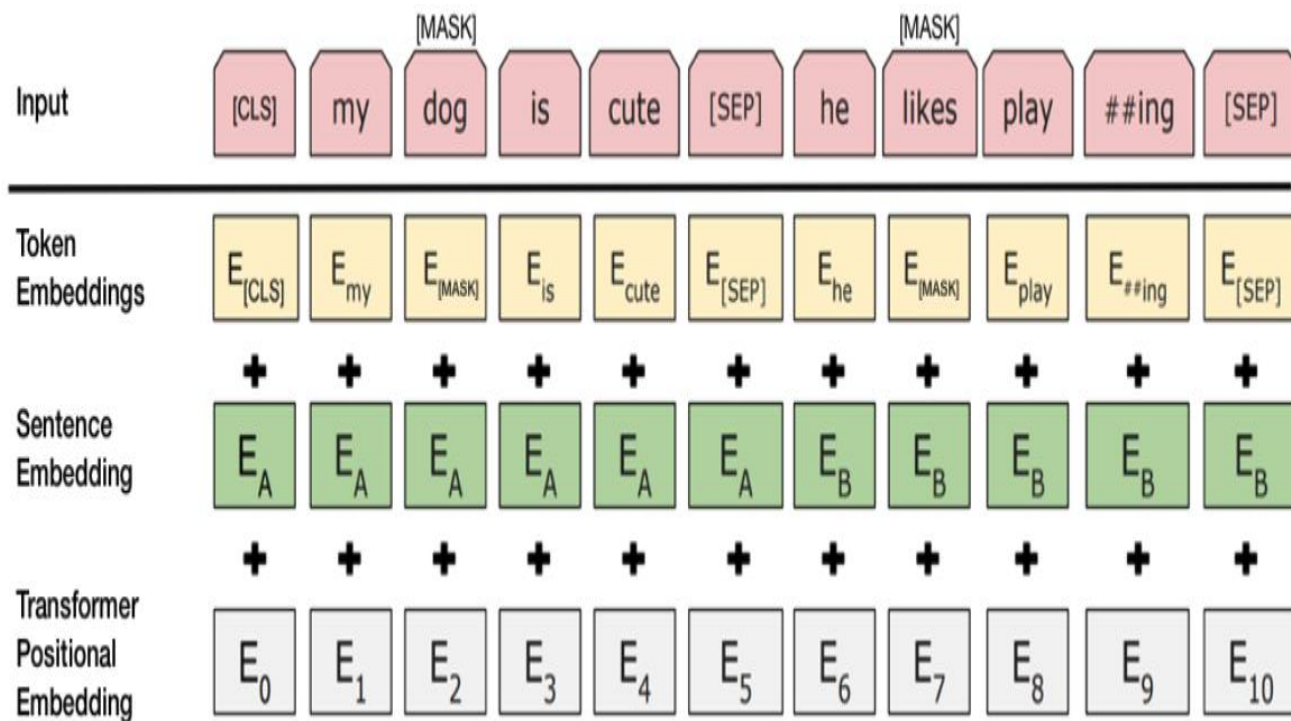 [MASK] [MASK]
Input [CLS] my dog is cute [SEP] he likes play ##ing [SEP]
Token
Embeddings
E[CLS] Emy E[MASK] Eis Ecute E[SEP] Ehe E[MASK] Eplay E##ing E[SEP]
+ + + + + + + + + + +
Sentence
Embedding
EA EA EA EA EA EA EB EB EB EB EB
+ + + + + + + + + + +
Transformer
Positional
Embedding
E0 E1 E2 E3 E4 E5 E6 E7 E8 E9 E10